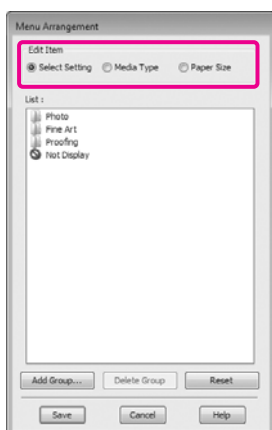 Menu Arrangement
Edit Item
Select Setting Media Type Paper Size
List :
Photo
Fine Art
Proofing
Not Display
Add Group... Delete Group Reset
Save Cancel Help